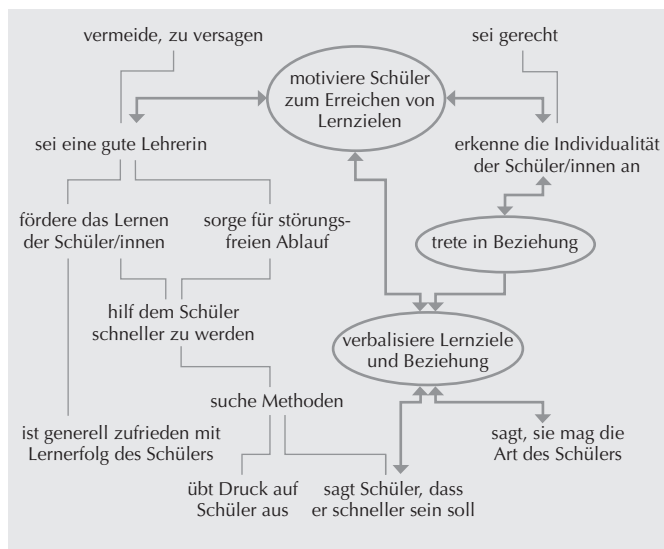 vermeide, zu versagen
sei gerecht
motiviere Schüler
zum Erreichen von
Lernzielen
sei eine gute Lehrerin
erkenne die Individualität
der Schüler/innen an
fördere das Lernen
der Schüler/innen
sorge für störungs-
freien Ablauf
trete in Beziehung
hilf dem Schüler
schneller zu werden
verbalisiere Lernziele
und Beziehung
suche Methoden
ist generell zufrieden mit
Lernerfolg des Schülers
sagt, sie mag die
Art des Schülers
übt Druck auf
Schüler aus
sagt Schüler, dass
er schneller sein soll